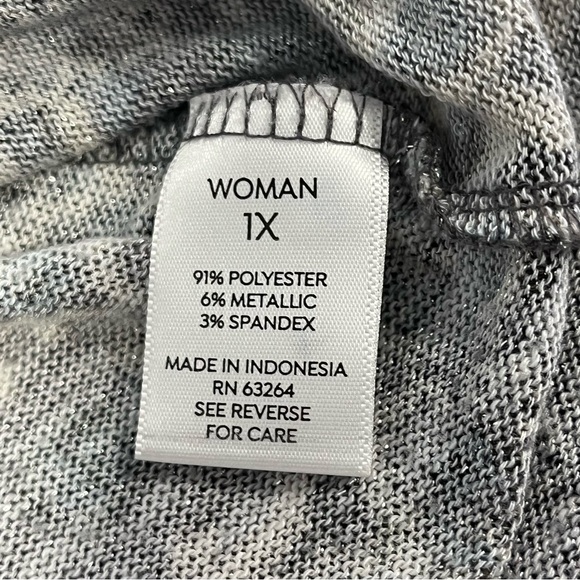 WOMAN
1X
91% POLYESTER
6% METALLIC
3% SPANDEX
MADE IN INDONESIA
RN 63264
SEE REVERSE
FOR CARE